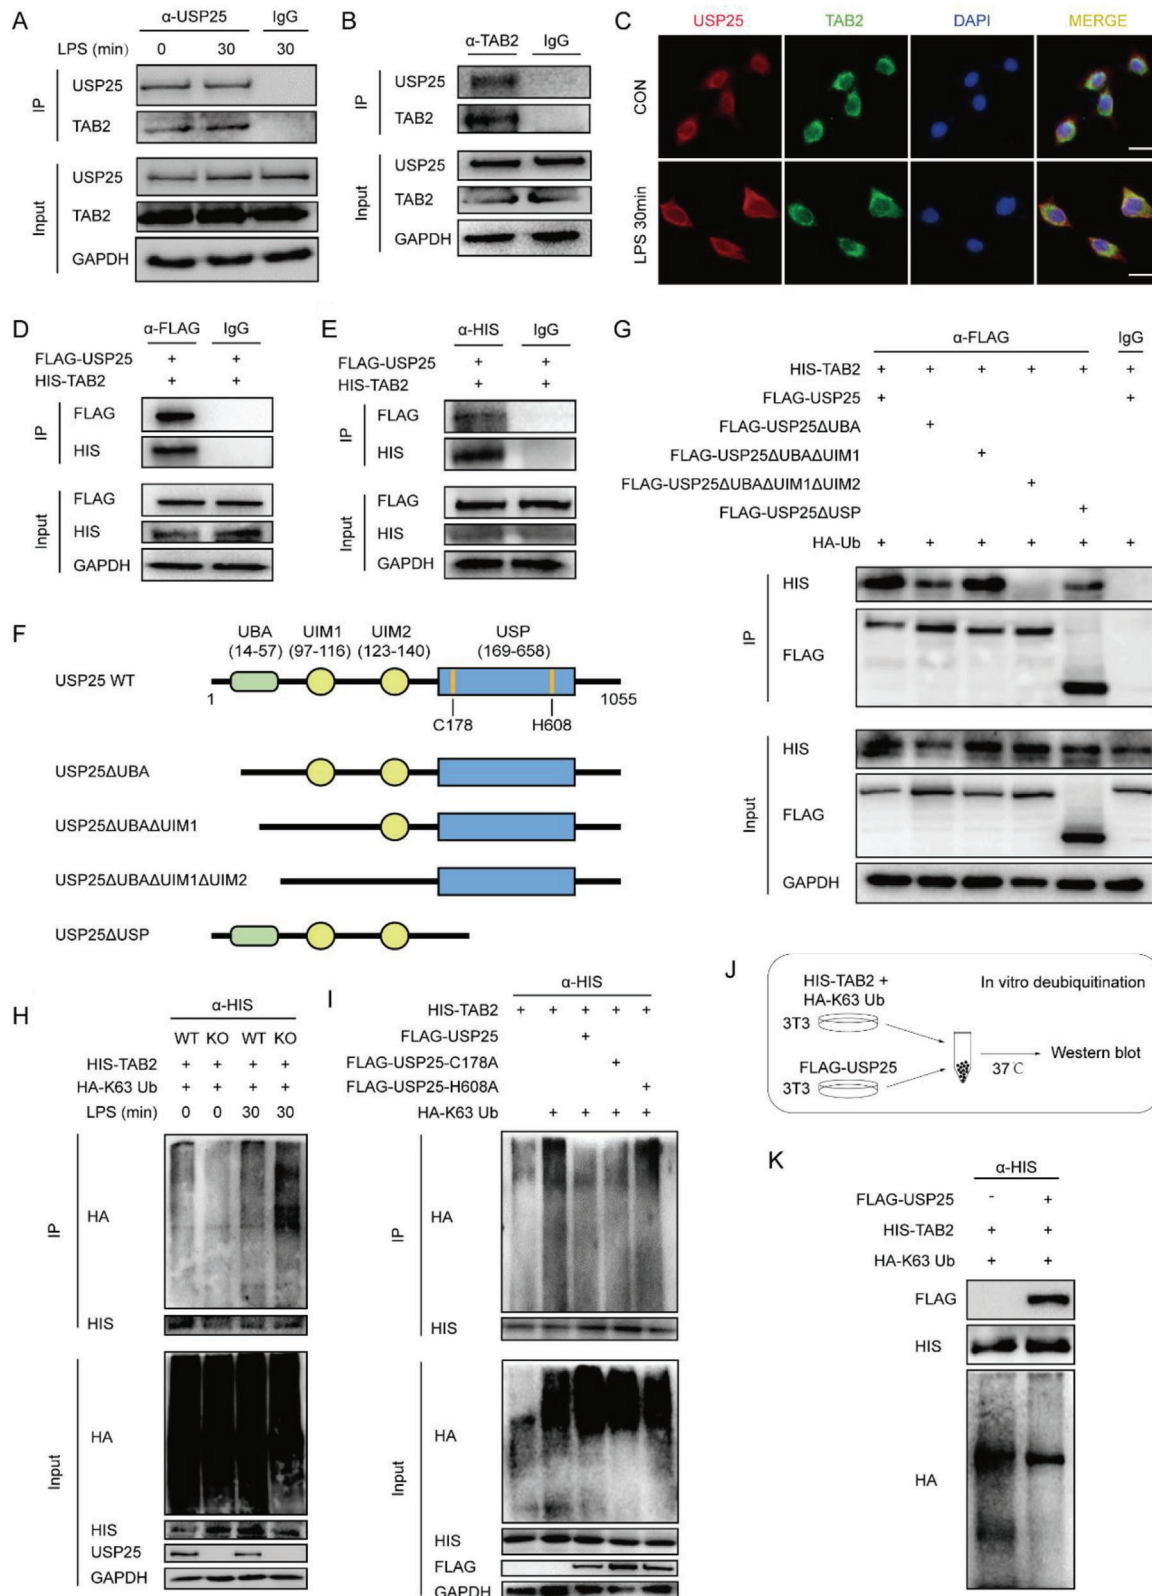 A
α-USP25 IgG
LPS (min) 0 30 30
IP
USP25
TAB2
Input
USP25
TAB2
GAPDH
B
α-TAB2 IgG
IP
USP25
TAB2
Input
USP25
TAB2
GAPDH
C
USP25 TAB2 DAPI MERGE
CON
LPS 30min
D
α-FLAG IgG
FLAG-USP25 + +
HIS-TAB2 + +
IP
FLAG
HIS
Input
FLAG
HIS
GAPDH
E
α-HIS IgG
FLAG-USP25 + +
HIS-TAB2 + +
IP
FLAG
HIS
Input
FLAG
HIS
GAPDH
F
UBA UIM1 UIM2 USP
(14-57) (97-116) (123-140) (169-658)
USP25 WT
1 1055
C178 H608
USP25ΔUBA
USP25ΔUBAΔUIM1
USP25ΔUBAΔUIM1ΔUIM2
USP25ΔUSP
G
α-FLAG IgG
HIS-TAB2 + + + + + +
FLAG-USP25 + +
FLAG-USP25ΔUBA +
FLAG-USP25ΔUBAΔUIM1 +
FLAG-USP25ΔUBAΔUIM1ΔUIM2 +
FLAG-USP25ΔUSP +
HA-Ub + + + + + +
IP
HIS
FLAG
Input
HIS
FLAG
GAPDH
H
α-HIS
WT KO WT KO
HIS-TAB2 + + + +
HA-K63 Ub + + + +
LPS (min) 0 0 30 30
IP
HA
HIS
Input
HA
HIS
USP25
GAPDH
I
α-HIS
HIS-TAB2 + + + + +
FLAG-USP25 +
FLAG-USP25-C178A +
FLAG-USP25-H608A +
HA-K63 Ub + + + +
IP
HA
HIS
Input
HA
HIS
FLAG
GAPDH
J
HIS-TAB2 + In vitro deubiquitination
HA-K63 Ub
3T3
FLAG-USP25
3T3
37℃
Western blot
K
α-HIS
FLAG-USP25 - +
HIS-TAB2 + +
HA-K63 Ub + +
FLAG
HIS
HA